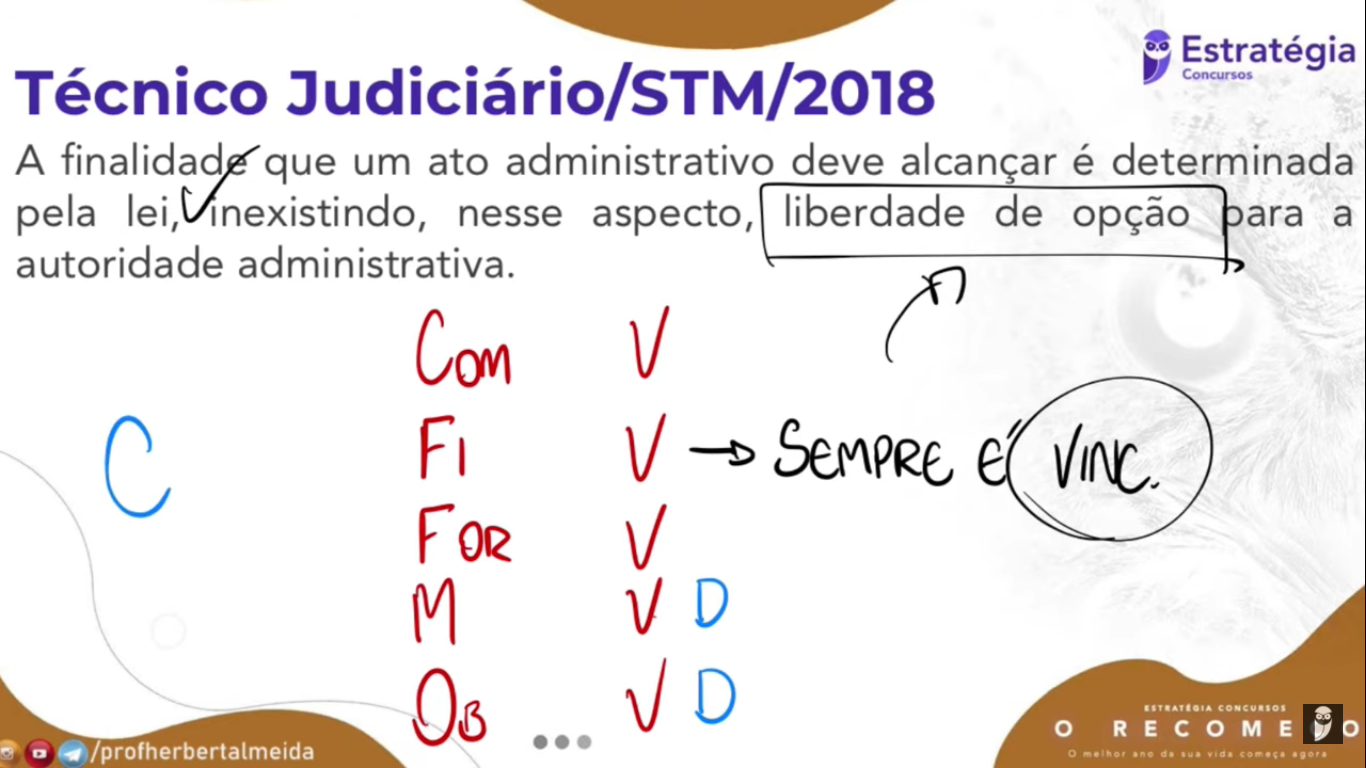 Estratégia
Concursos
Técnico Judiciário/STM/2018
A finalidade que um ato administrativo deve alcançar é determinada
pela lei, inexistindo, nesse aspecto, liberdade de opção para a
autoridade administrativa.
COM V
C
FI V → SEMPRE É VINC.
FOR V
M V D
OB V D
/profherbertalmeida
ESTRATÉGIA CONCURSOS
O RECOMEÇO
O melhor ano da sua vida começa agora